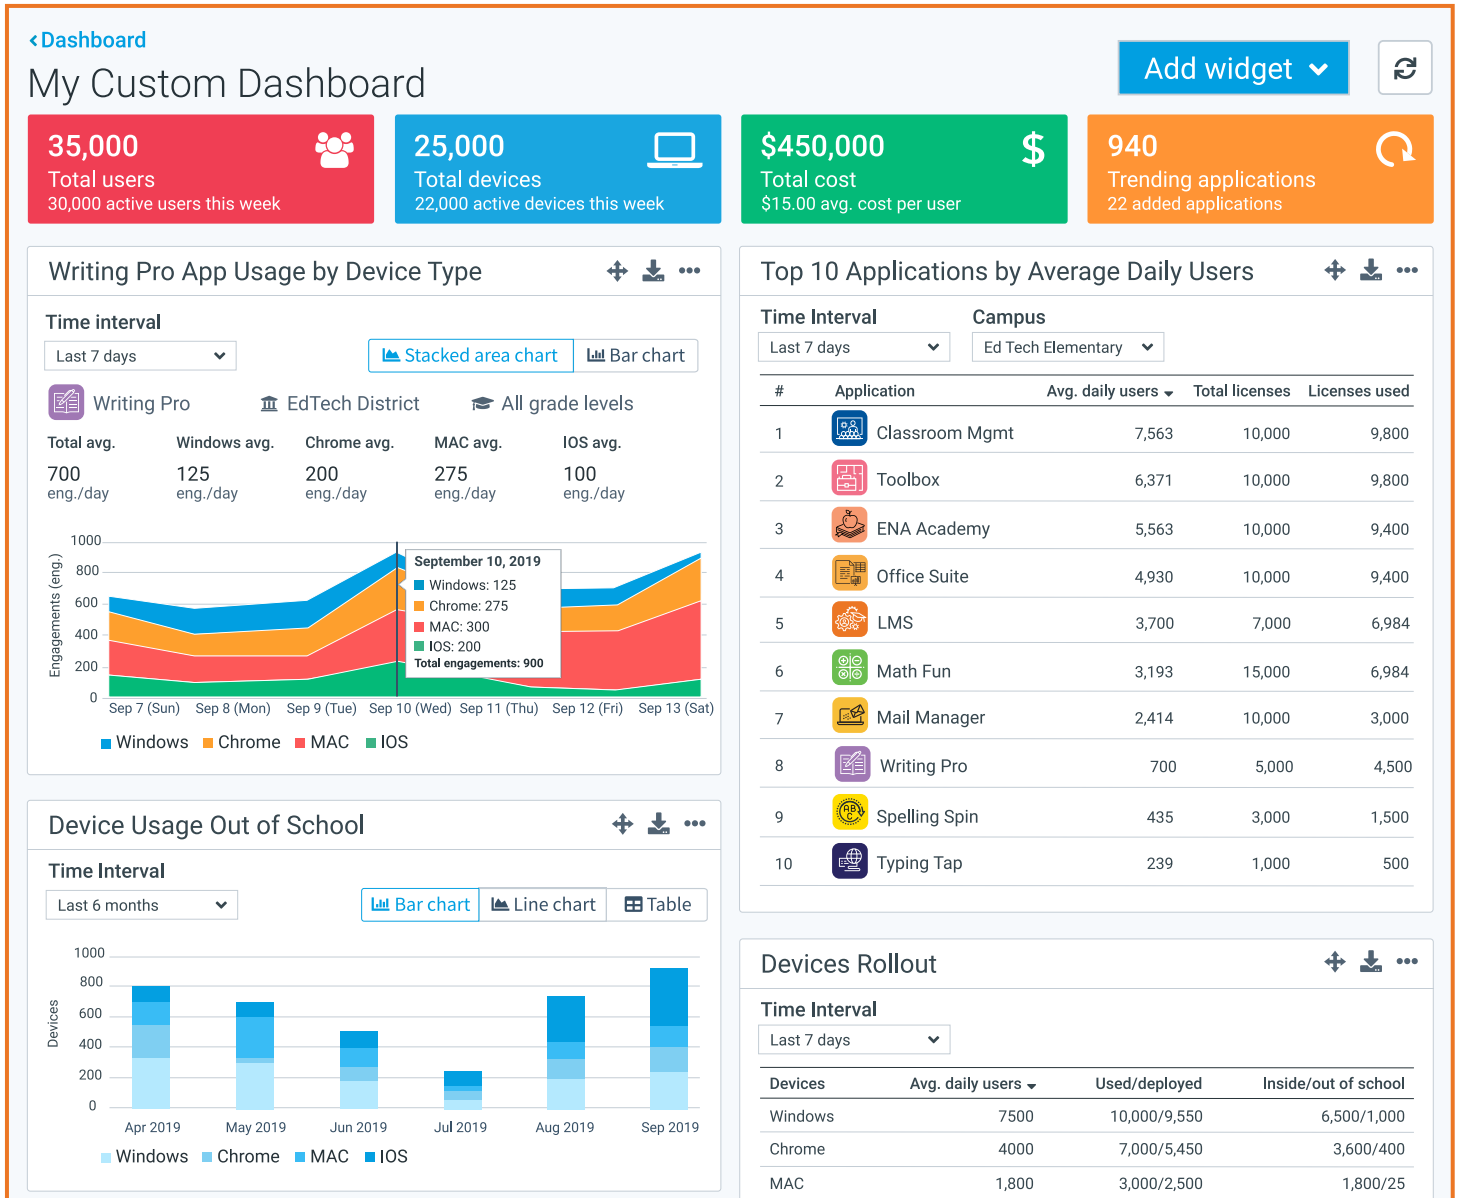 Dashboard
My Custom Dashboard
Add widget
35,000
Total users
30,000 active users this week
25,000
Total devices
22,000 active devices this week
$450,000
Total cost
$15.00 avg. cost per user
$
940
Trending applications
22 added applications
Writing Pro App Usage by Device Type
Time interval
Last 7 days
Stacked area chart Bar chart
Writing Pro EdTech District All grade levels
Total avg. Windows avg. Chrome avg. MAC avg. IOS avg.
700 125 200 275 100
eng./day eng./day eng./day eng./day eng./day
Engagements (eng.)
1000
800
600
400
200
0
September 10, 2019
Windows: 125
Chrome: 275
MAC: 300
IOS: 200
Total engagements: 900
Sep 7 (Sun) Sep 8 (Mon) Sep 9 (Tue) Sep 10 (Wed) Sep 11 (Thu) Sep 12 (Fri) Sep 13 (Sat)
Windows Chrome MAC IOS
Top 10 Applications by Average Daily Users
Time Interval Campus
Last 7 days Ed Tech Elementary
# Application Avg. daily users Total licenses Licenses used
1 Classroom Mgmt 7,563 10,000 9,800
2 Toolbox 6,371 10,000 9,800
3 ENA Academy 5,563 10,000 9,400
4 Office Suite 4,930 10,000 9,400
5 LMS 3,700 7,000 6,984
6 Math Fun 3,193 15,000 6,984
7 Mail Manager 2,414 10,000 3,000
8 Writing Pro 700 5,000 4,500
9 ABC Spelling Spin 435 3,000 1,500
10 Typing Tap 239 1,000 500
Device Usage Out of School
Time Interval
Last 6 months
Bar chart Line chart Table
Devices
1000
800
600
400
200
0
Apr 2019 May 2019 Jun 2019 Jul 2019 Aug 2019 Sep 2019
Windows Chrome MAC IOS
Devices Rollout
Time Interval
Last 7 days
Devices Avg. daily users Used/deployed Inside/out of school
Windows 7500 10,000/9,550 6,500/1,000
Chrome 4000 7,000/5,450 3,600/400
MAC 1,800 3,000/2,500 1,800/25